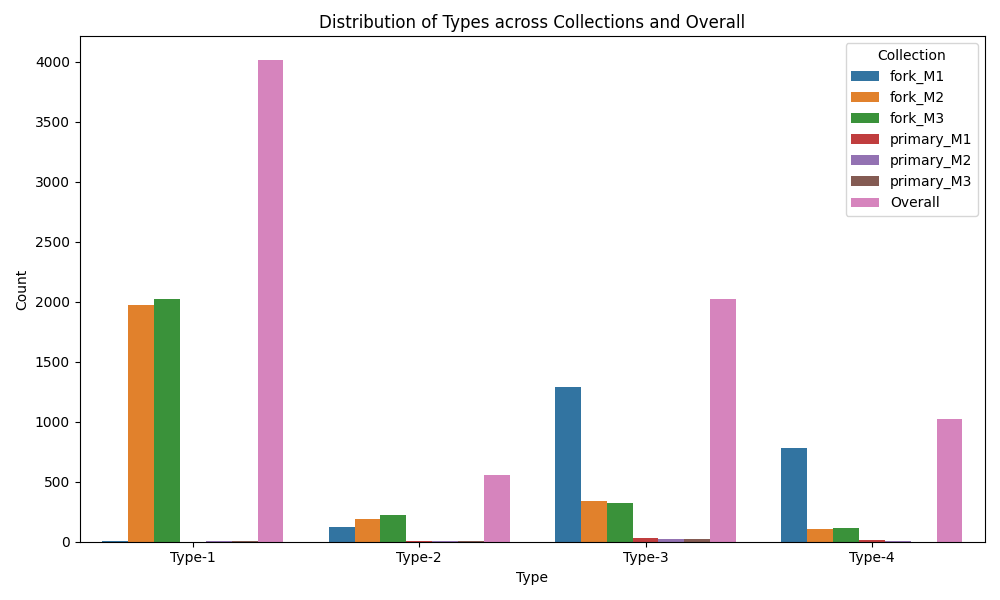 Distribution of Types across Collections and Overall
Collection
fork_M1
fork_M2
fork_M3
primary_M1
primary_M2
primary_M3
Overall
4000
3500
3000
2500
2000
1500
1000
500
0
Count
Type-1
Type-2
Type-3
Type-4
Type